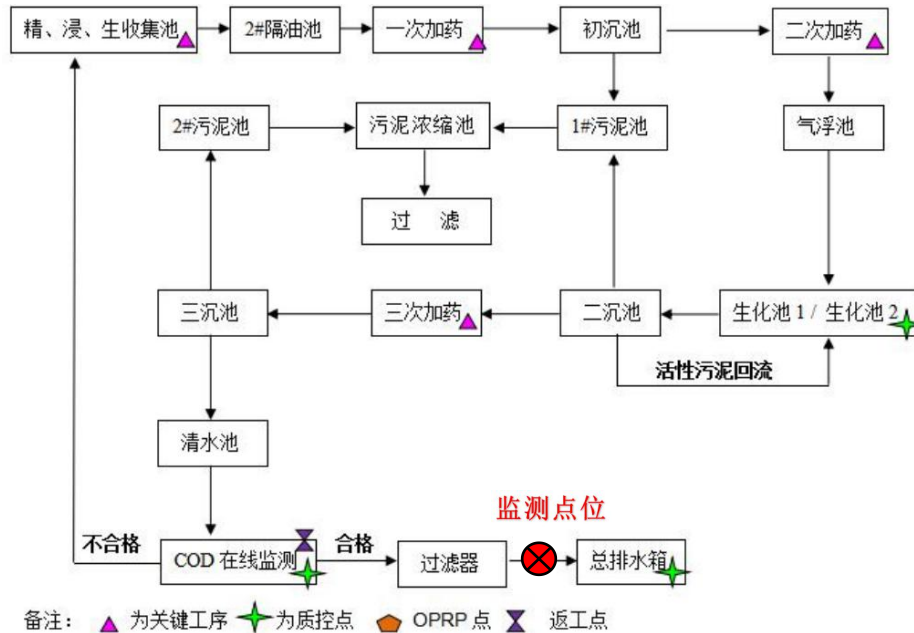 精、浸、生收集池
2#隔油池
一次加药
初沉池
二次加药
2#污泥池
污泥浓缩池
1#污泥池
气浮池
过 滤
三沉池
三次加药
二沉池
生化池 1 / 生化池 2
活性污泥回流
清水池
监测点位
不合格
COD 在线监测
合格
过滤器
总排水箱
备注： 为关键工序 为质控点 OPRP 点 返工点